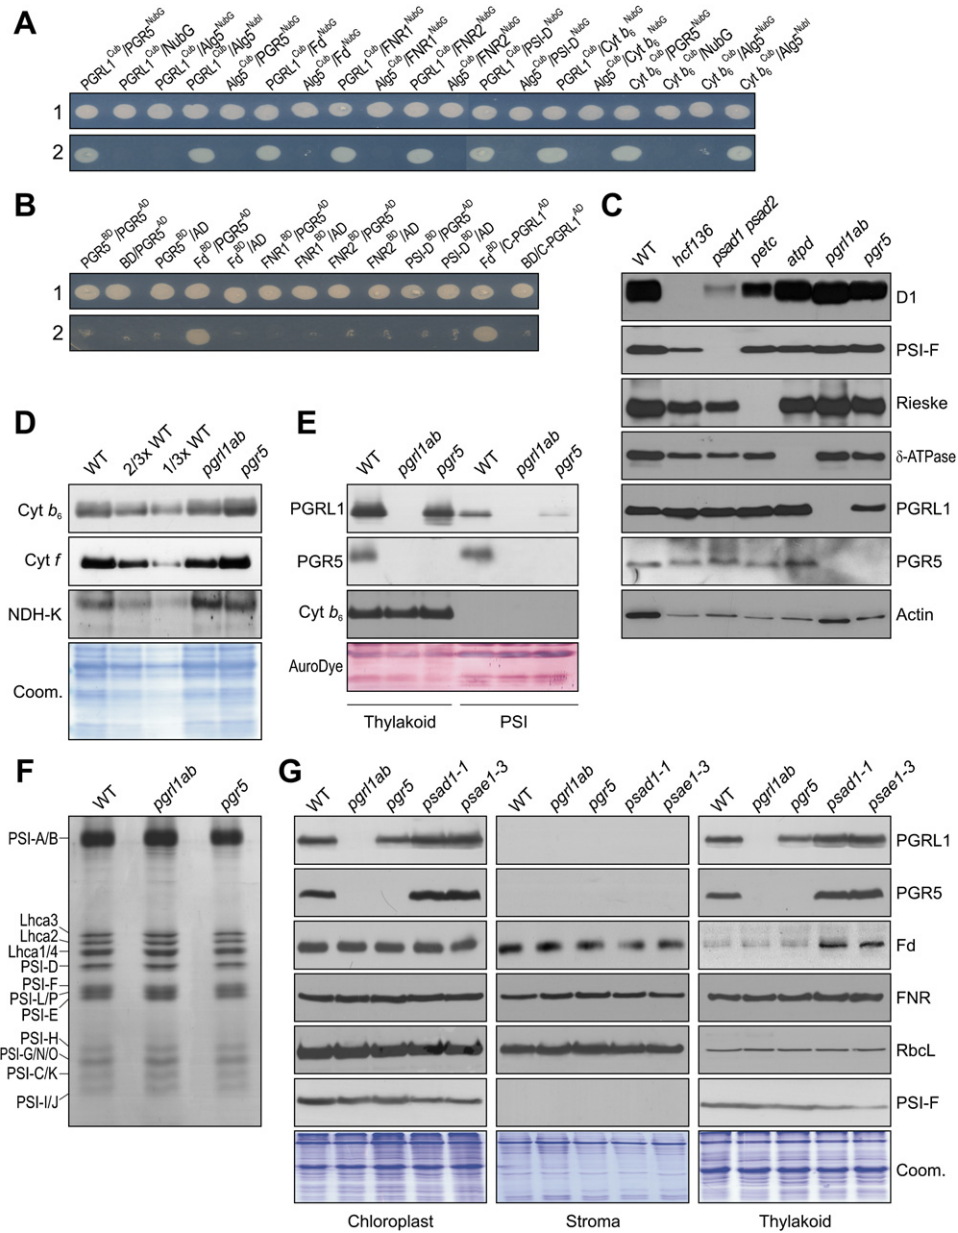 A
PGRL1Cub/PGR5NubG
PGRL1Cub/NubG
PGRL1Cub/Alg5NubG
PGRL1Cub/Alg5NubI
Alg5Cub/PGR5NubG
PGRL1Cub/FdNubG
Alg5Cub/FdNubG
PGRL1Cub/FNR1NubG
Alg5Cub/FNR1NubG
PGRL1Cub/FNR2NubG
Alg5Cub/FNR2NubG
PGRL1Cub/PSI-DNubG
Alg5Cub/PSI-DNubG
PGRL1Cub/Cyt b6NubG
Alg5Cub/Cyt b6NubG
Cyt b6Cub/PGR5NubG
Cyt b6Cub/NubG
Cyt b6Cub/Alg5NubG
Cyt b6Cub/Alg5NubI
1
2
B
PGR5BD/PGR5AD
BD/PGR5AD
PGR5BD/AD
FdBD/PGR5AD
FdBD/AD
FNR1BD/PGR5AD
FNR1BD/AD
FNR2BD/PGR5AD
FNR2BD/AD
PSI-DBD/PGR5AD
PSI-DBD/AD
FdBD/C-PGRL1AD
BD/C-PGRL1AD
1
2
C
WT hcf136 psad1 psad2 petc atpd pgrl1ab pgr5
D1
PSI-F
Rieske
δ-ATPase
PGRL1
PGR5
Actin
D
WT 2/3x WT 1/3x WT pgrl1ab pgr5
Cyt b6
Cyt f
NDH-K
Coom.
E
WT pgrl1ab pgr5 WT pgrl1ab pgr5
PGRL1
PGR5
Cyt b6
AuroDye
Thylakoid PSI
F
WT pgrl1ab pgr5
PSI-A/B
Lhca3
Lhca2
Lhca1/4
PSI-D
PSI-F
PSI-L/P
PSI-E
PSI-H
PSI-G/N/O
PSI-C/K
PSI-I/J
G
WT pgrl1ab pgr5 psad1-1 psae1-3 WT pgrl1ab pgr5 psad1-1 psae1-3 WT pgrl1ab pgr5 psad1-1 psae1-3
PGRL1
PGR5
Fd
FNR
RbcL
PSI-F
Coom.
Chloroplast Stroma Thylakoid